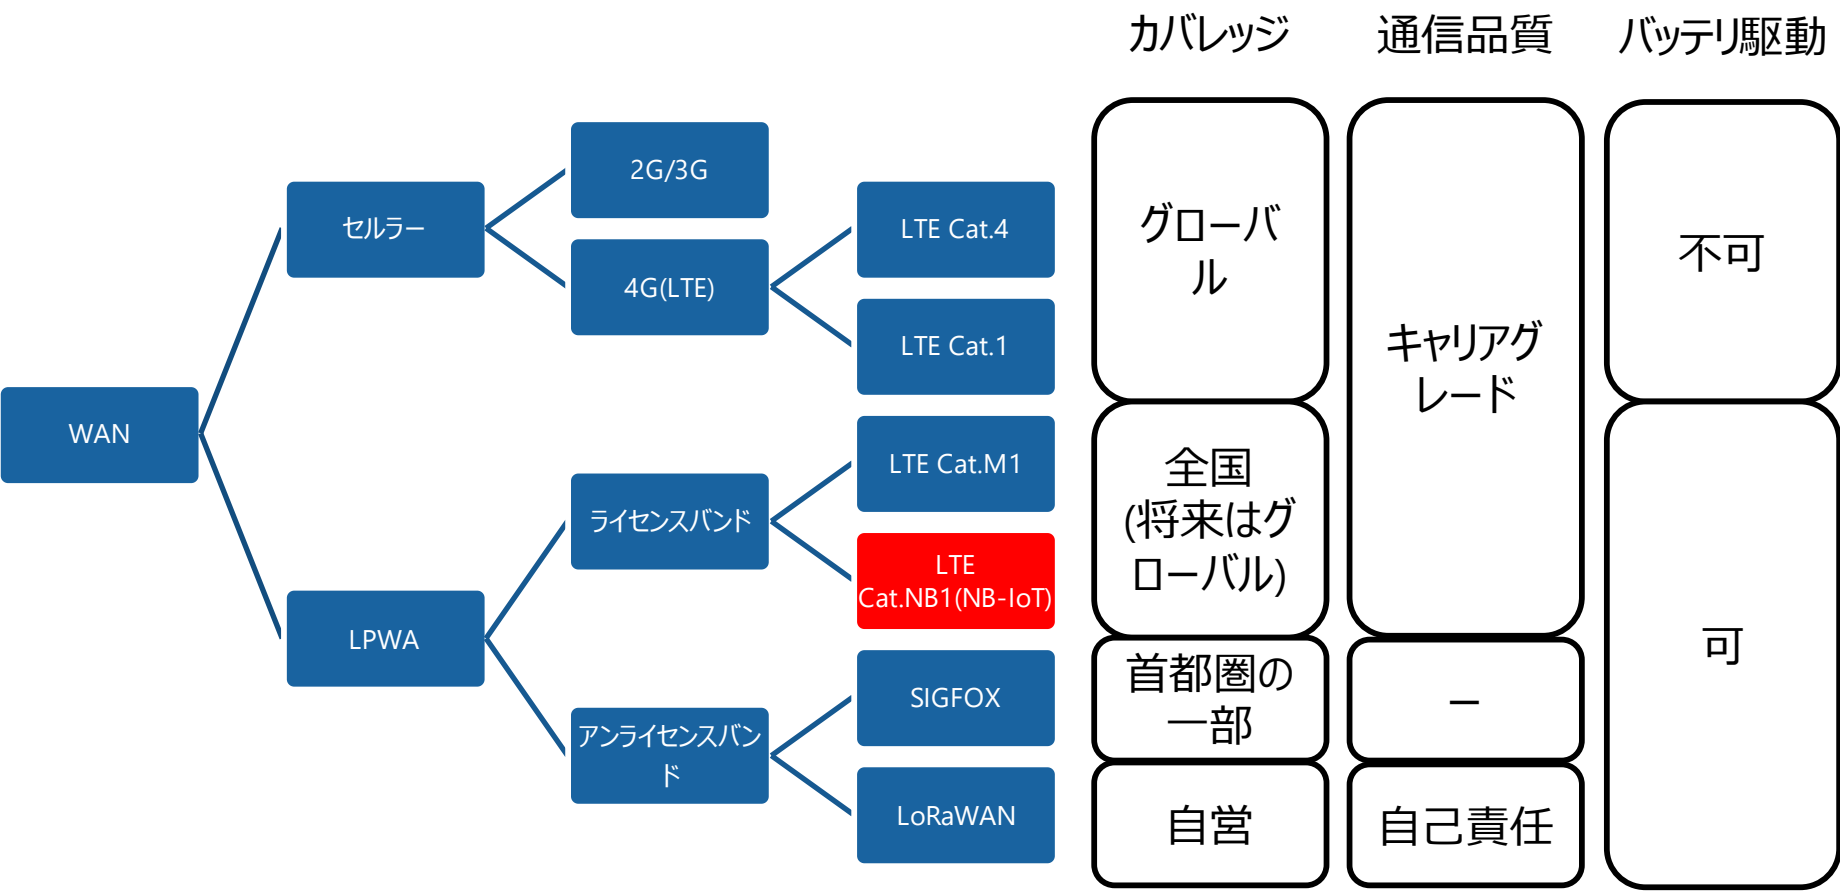 カバレッジ
通信品質
バッテリ駆動
WAN
セルラー
2G/3G
4G(LTE)
LTE Cat.4
LTE Cat.1
LPWA
ライセンスバンド
LTE Cat.M1
LTE
Cat.NB1(NB-IoT)
アンライセンスバン
ド
SIGFOX
LoRaWAN
グローバ
ル
全国
(将来はグ
ローバル)
首都圏の
一部
自営
キャリアグ
レード
ー
自己責任
不可
可